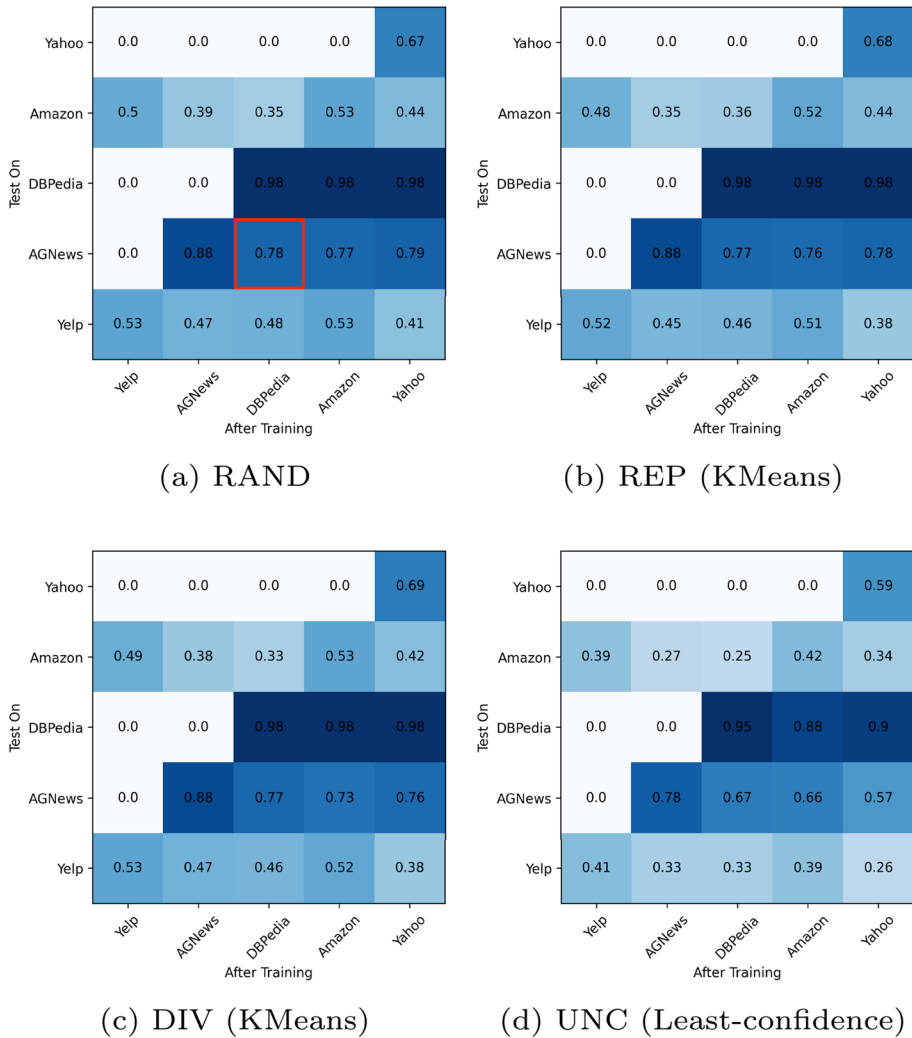 Yahoo 0.0 0.0 0.0 0.0 0.67
Amazon 0.5 0.39 0.35 0.53 0.44
DBPedia 0.0 0.0 0.98 0.98 0.98
AGNews 0.0 0.88 0.78 0.77 0.79
Yelp 0.53 0.47 0.48 0.53 0.41
Test On
Yelp AGNews DBPedia Amazon Yahoo
After Training
(a) RAND
Yahoo 0.0 0.0 0.0 0.0 0.68
Amazon 0.48 0.35 0.36 0.52 0.44
DBPedia 0.0 0.0 0.98 0.98 0.98
AGNews 0.0 0.88 0.77 0.76 0.78
Yelp 0.52 0.45 0.46 0.51 0.38
Test On
Yelp AGNews DBPedia Amazon Yahoo
After Training
(b) REP (KMeans)
Yahoo 0.0 0.0 0.0 0.0 0.69
Amazon 0.49 0.38 0.33 0.53 0.42
DBPedia 0.0 0.0 0.98 0.98 0.98
AGNews 0.0 0.88 0.77 0.73 0.76
Yelp 0.53 0.47 0.46 0.52 0.38
Test On
Yelp AGNews DBPedia Amazon Yahoo
After Training
(c) DIV (KMeans)
Yahoo 0.0 0.0 0.0 0.0 0.59
Amazon 0.39 0.27 0.25 0.42 0.34
DBPedia 0.0 0.0 0.95 0.88 0.9
AGNews 0.0 0.78 0.67 0.66 0.57
Yelp 0.41 0.33 0.33 0.39 0.26
Test On
Yelp AGNews DBPedia Amazon Yahoo
After Training
(d) UNC (Least-confidence)